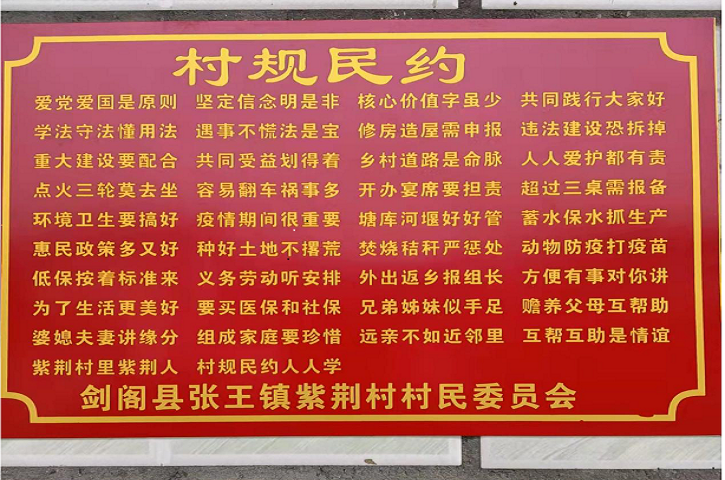 村规民约
爱党爱国是原则 坚定信念明是非 核心价值字虽少 共同践行大家好
学法守法懂用法 遇事不慌法是宝 修房造屋需申报 违法建设恐拆掉
重大建设要配合 共同受益划得着 乡村道路是命脉 人人爱护都有责
点火三轮莫去坐 容易翻车祸事多 开办宴席要担责 超过三桌需报备
环境卫生要搞好 疫情期间很重要 塘库河堰好好管 蓄水保水抓生产
惠民政策多又好 种好土地不撂荒 焚烧秸秆严惩处 动物防疫打疫苗
低保按着标准来 义务劳动听安排 外出返乡报组长 方便有事对你讲
为了生活更美好 要买医保和社保 兄弟姊妹似手足 赡养父母互帮助
婆媳夫妻讲缘分 组成家庭要珍惜 远亲不如近邻里 互帮互助是情谊
紫荆村里紫荆人 村规民约人人学
剑阁县张王镇紫荆村村民委员会